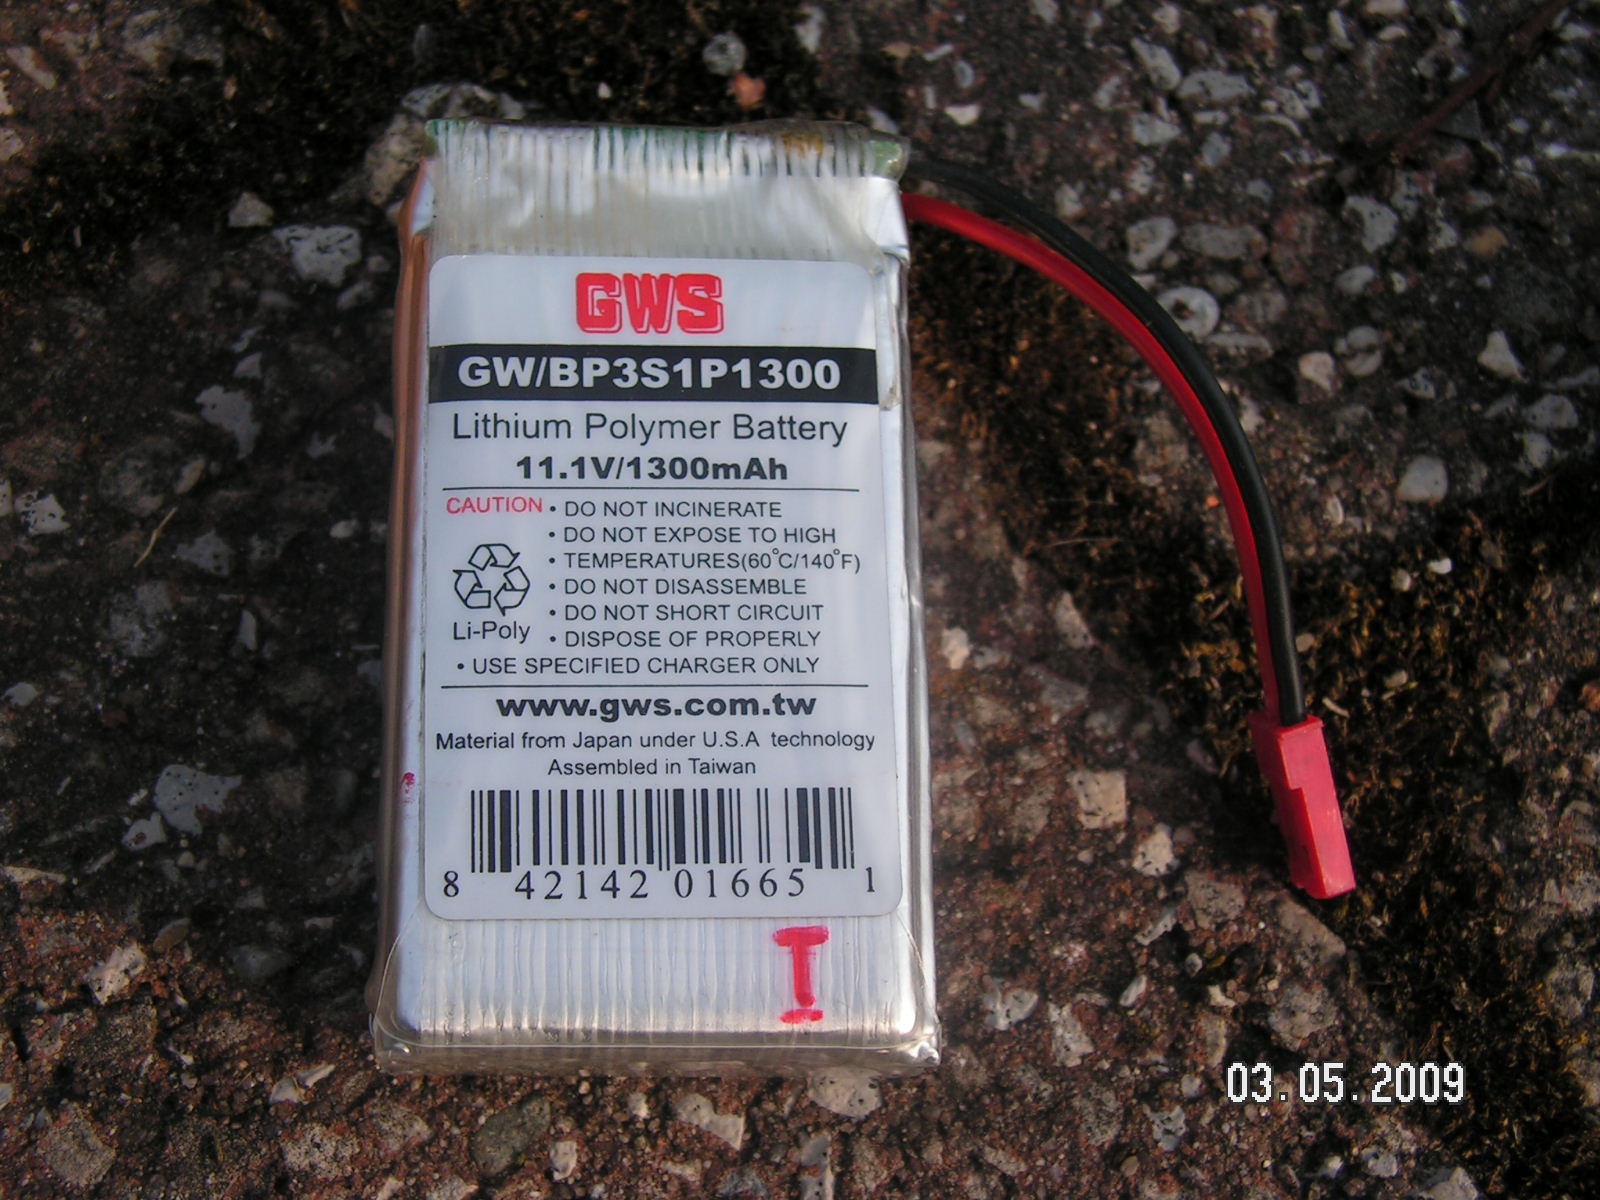 GWS
GW/BP3S1P1300
Lithium Polymer Battery
11.1V/1300mAh
CAUTION • DO NOT INCINERATE
• DO NOT EXPOSE TO HIGH
• TEMPERATURES(60°C/140°F)
• DO NOT DISASSEMBLE
• DO NOT SHORT CIRCUIT
Li-Poly • DISPOSE OF PROPERLY
• USE SPECIFIED CHARGER ONLY
www.gws.com.tw
Material from Japan under U.S.A technology
Assembled in Taiwan
8 42142 01665 1
I
03.05.2009